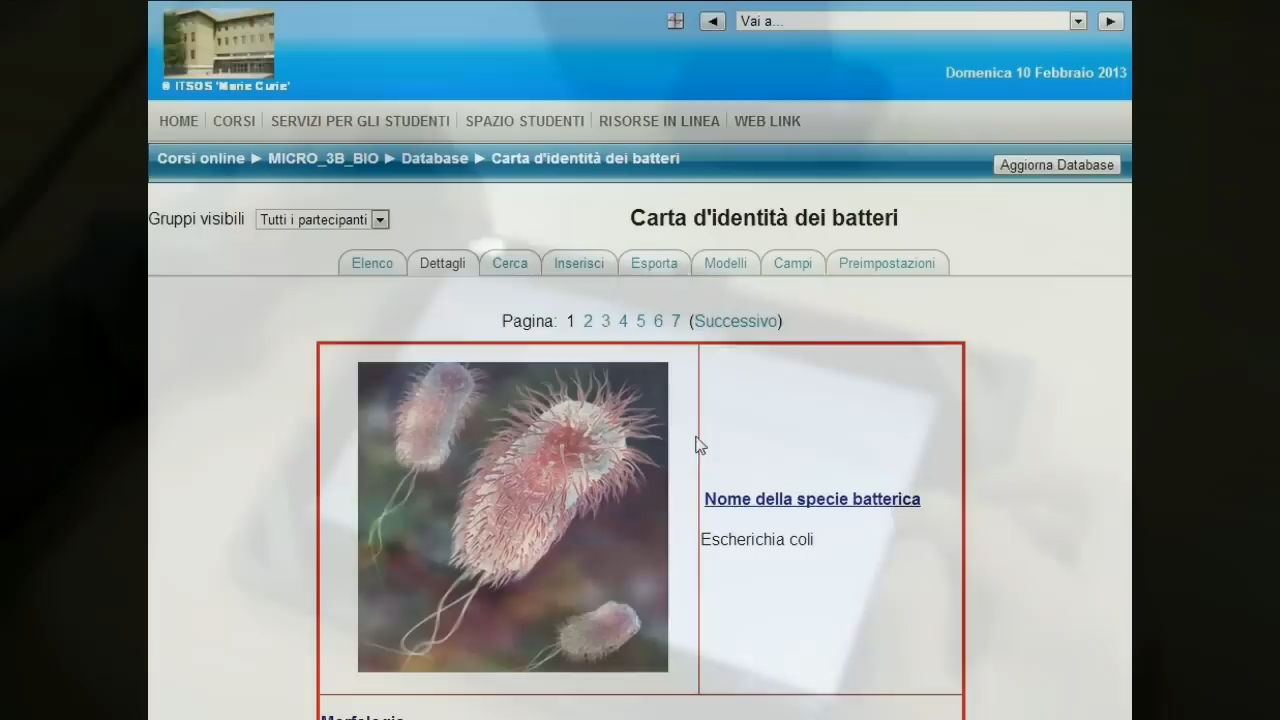 Vai a...
© ITSOS 'Marie Curie'
Domenica 10 Febbraio 2013
HOME CORSI SERVIZI PER GLI STUDENTI SPAZIO STUDENTI RISORSE IN LINEA WEB LINK
Corsi online ► MICRO_3B_BIO ► Database ► Carta d'identità dei batteri
Aggiorna Database
Gruppi visibili Tutti i partecipanti
Carta d'identità dei batteri
Elenco Dettagli Cerca Inserisci Esporta Modelli Campi Preimpostazioni
Pagina: 1 2 3 4 5 6 7 (Successivo)
Nome della specie batterica
Escherichia coli
Morfologia